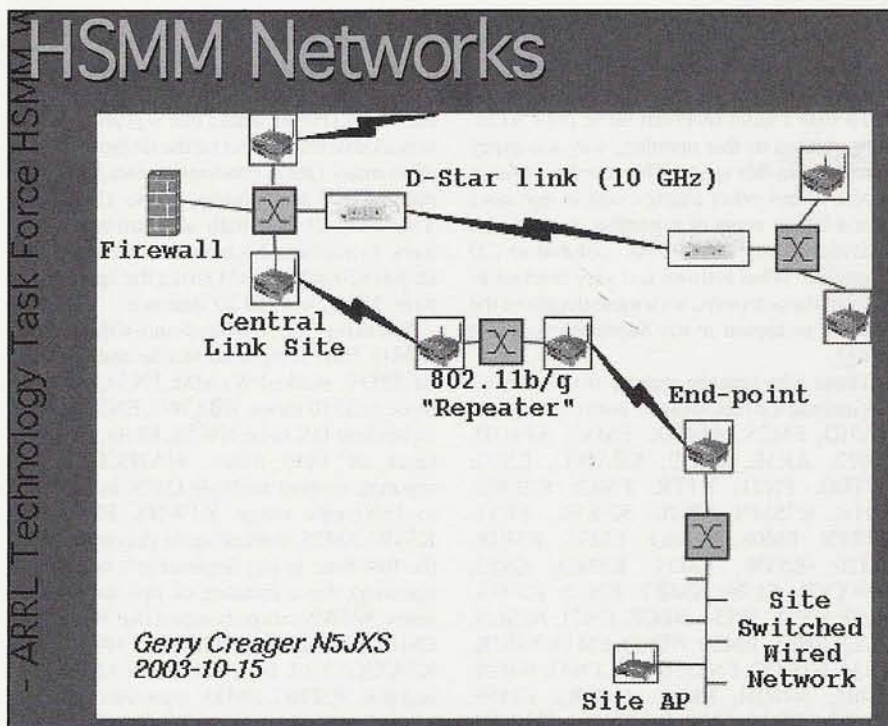 HSMM Networks
- ARRL Technology Task Force HSMM W
D-Star link (10 GHz)
Firewall
Central
Link Site
802.11b/g
"Repeater"
End-point
Site
Switched
Wired
Network
Site AP
Gerry Creager N5JXS
2003-10-15